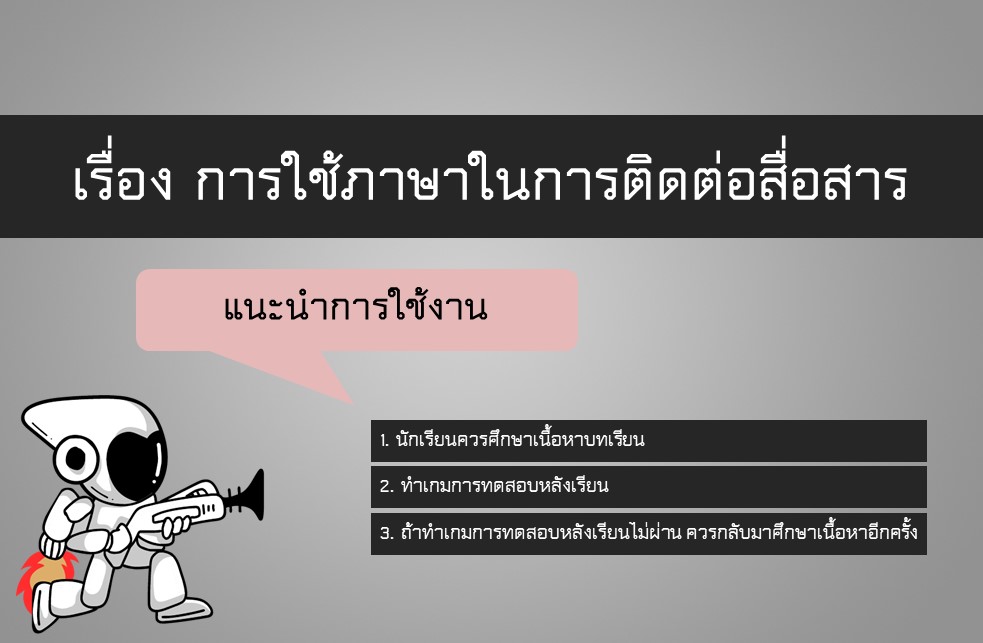 เรื่อง การใช้ภาษาในการติดต่อสื่อสาร
แนะนำการใช้งาน
1. นักเรียนควรศึกษาเนื้อหาบทเรียน
2. ทำเกมการทดสอบหลังเรียน
3. ถ้าทำเกมการทดสอบหลังเรียนไม่ผ่าน ควรกลับมาศึกษาเนื้อหาอีกครั้ง